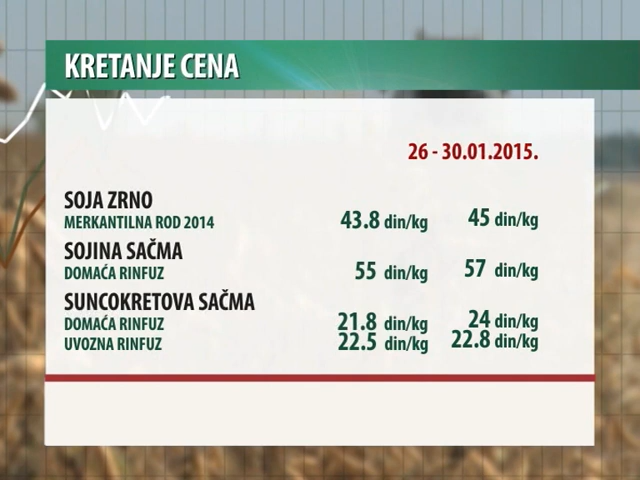 KRETANJE CENA
26 - 30.01.2015.
SOJA ZRNO
MERKANTILNA ROD 2014 43.8 din/kg 45 din/kg
SOJINA SAČMA
DOMAĆA RINFUZ 55 din/kg 57 din/kg
SUNCOKRETOVA SAČMA
DOMAĆA RINFUZ 21.8 din/kg 24 din/kg
UVOZNA RINFUZ 22.5 din/kg 22.8 din/kg